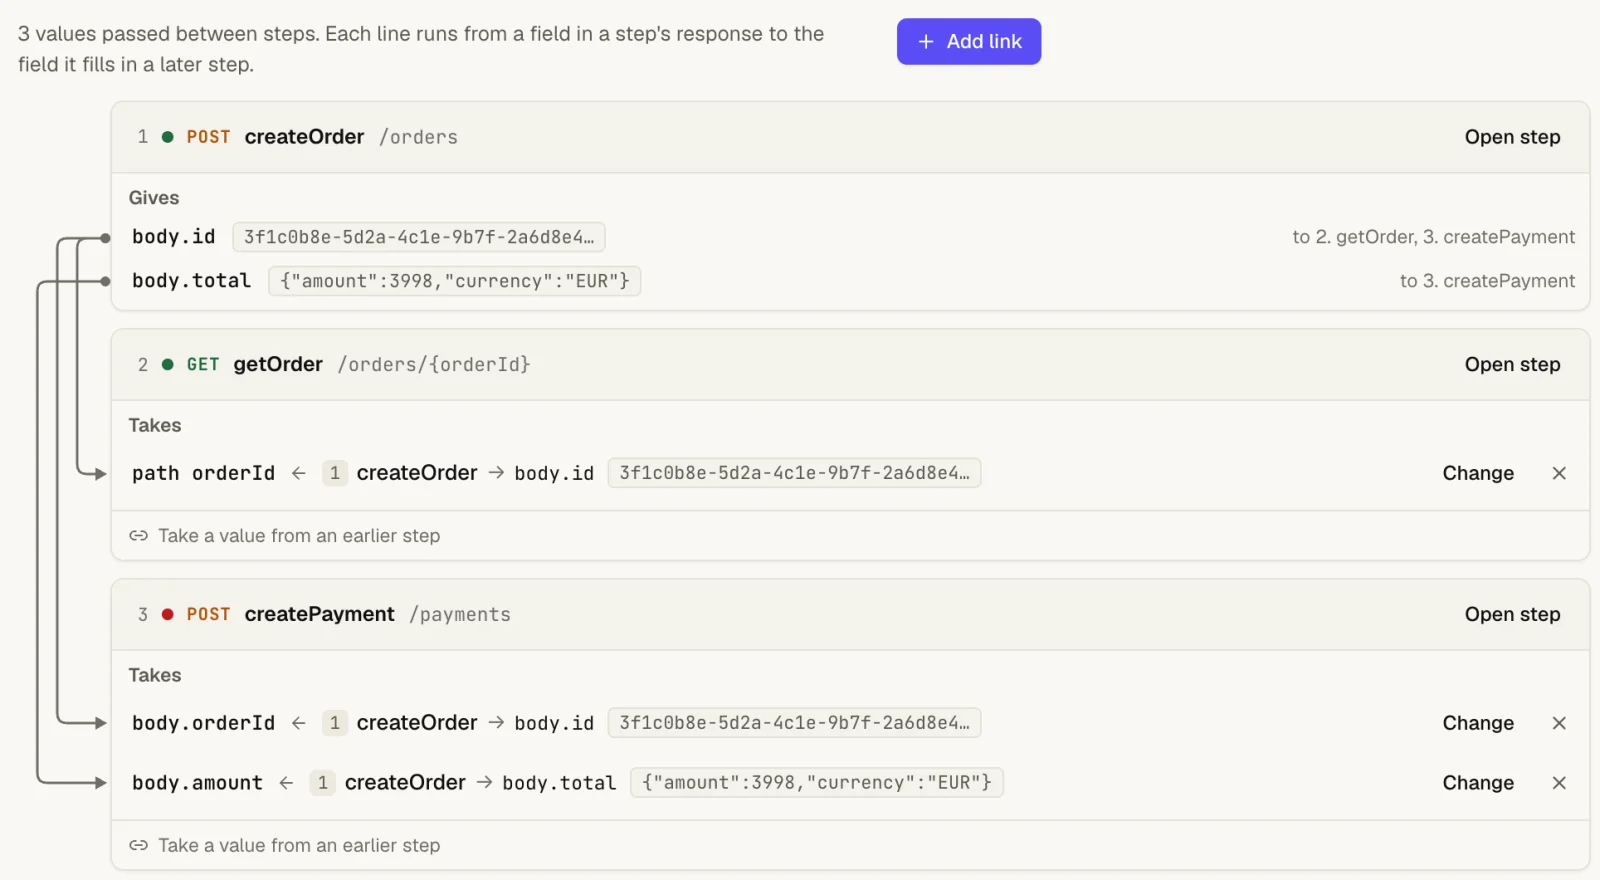 3 values passed between steps. Each line runs from a field in a step's response to the
field it fills in a later step.
+ Add link
1 POST createOrder /orders Open step
Gives
body.id 3f1c0b8e-5d2a-4c1e-9b7f-2a6d8e4… to 2. getOrder, 3. createPayment
body.total {"amount":3998,"currency":"EUR"} to 3. createPayment
2 GET getOrder /orders/{orderId} Open step
Takes
path orderId ← 1 createOrder → body.id 3f1c0b8e-5d2a-4c1e-9b7f-2a6d8e4… Change ×
Take a value from an earlier step
3 POST createPayment /payments Open step
Takes
body.orderId ← 1 createOrder → body.id 3f1c0b8e-5d2a-4c1e-9b7f-2a6d8e4… Change ×
body.amount ← 1 createOrder → body.total {"amount":3998,"currency":"EUR"} Change ×
Take a value from an earlier step